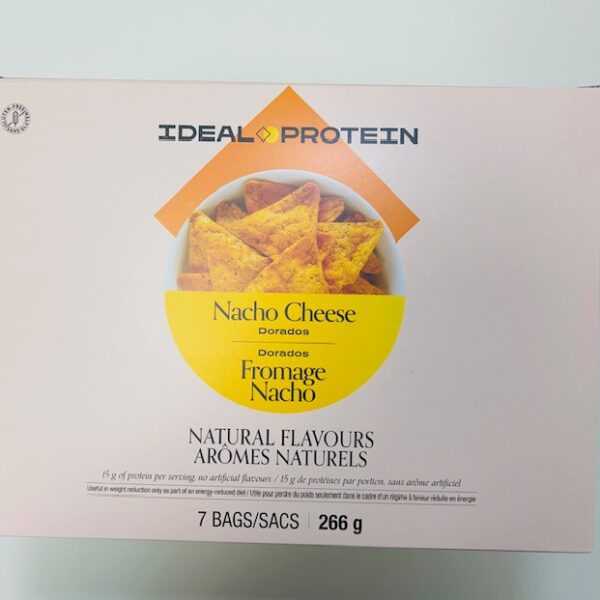 IDEAL PROTEIN
Nacho Cheese
Dorados
Dorados
Fromage
Nacho
NATURAL FLAVOURS
ARÔMES NATURELS
15 g of protein per serving, no artificial flavours / 15 g de protéines par portion, sans arôme artificiel
Useful in weight reduction only as part of an energy-reduced diet / Utile pour perdre du poids seulement dans le cadre d'un régime à teneur réduite en énergie
7 BAGS/SACS | 266 g